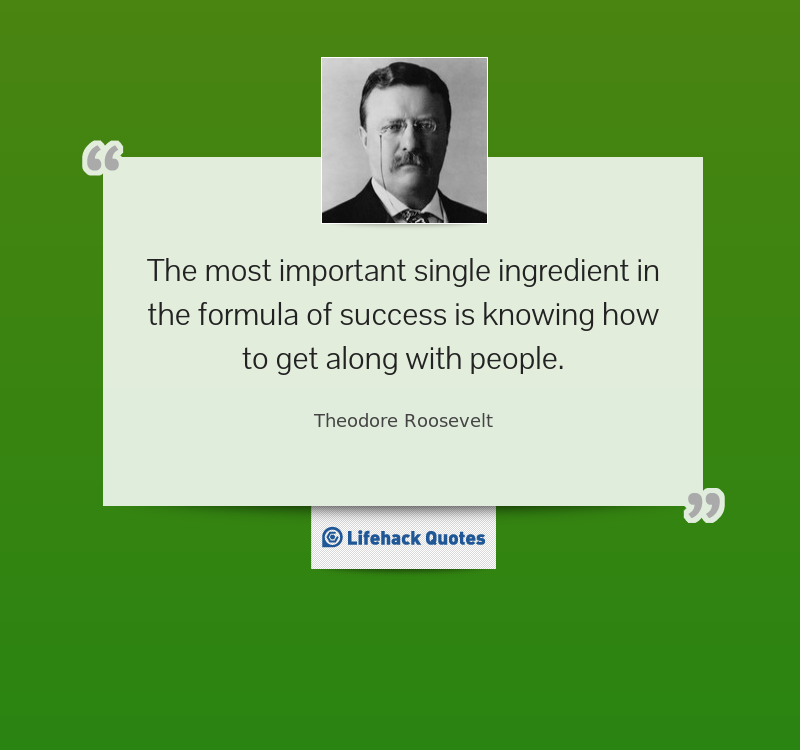 “
The most important single ingredient in
the formula of success is knowing how
to get along with people.
Theodore Roosevelt
”
Lifehack Quotes